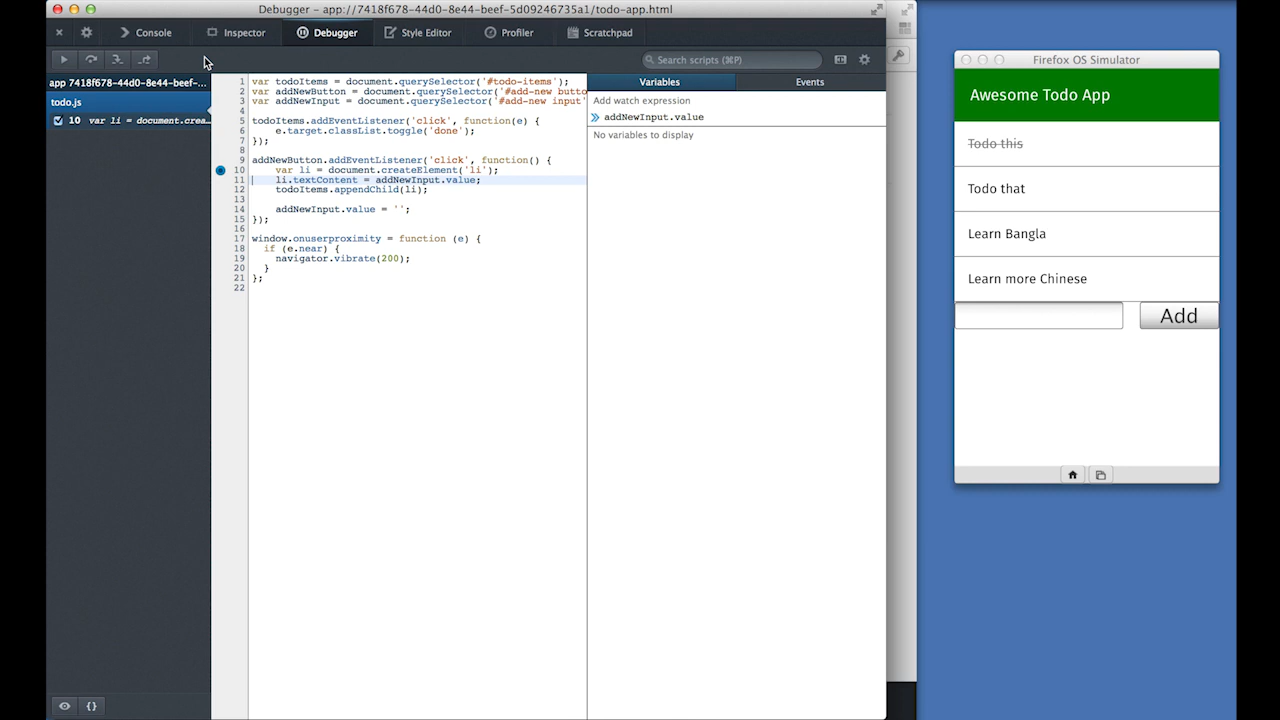 Debugger - app://7418f678-44d0-8e44-beef-5d09246735a1/todo-app.html
Console
Inspector
Debugger
Style Editor
Profiler
Scratchpad
Search scripts (⌘P)
app 7418f678-44d0-8e44-beef-...
todo.js
10 var li = document.crea...
1 var todoItems = document.querySelector('#todo-items');
2 var addNewButton = document.querySelector('#add-new butto
3 var addNewInput = document.querySelector('#add-new input'
4
5 todoItems.addEventListener('click', function(e) {
6 e.target.classList.toggle('done');
7 });
8
9 addNewButton.addEventListener('click', function() {
10 var li = document.createElement('li');
11 li.textContent = addNewInput.value;
12 todoItems.appendChild(li);
13
14 addNewInput.value = '';
15 });
16
17 window.onuserproximity = function (e) {
18 if (e.near) {
19 navigator.vibrate(200);
20 }
21 };
22
Variables
Events
Add watch expression
addNewInput.value
No variables to display
{}
Firefox OS Simulator
Awesome Todo App
Todo this
Todo that
Learn Bangla
Learn more Chinese
Add